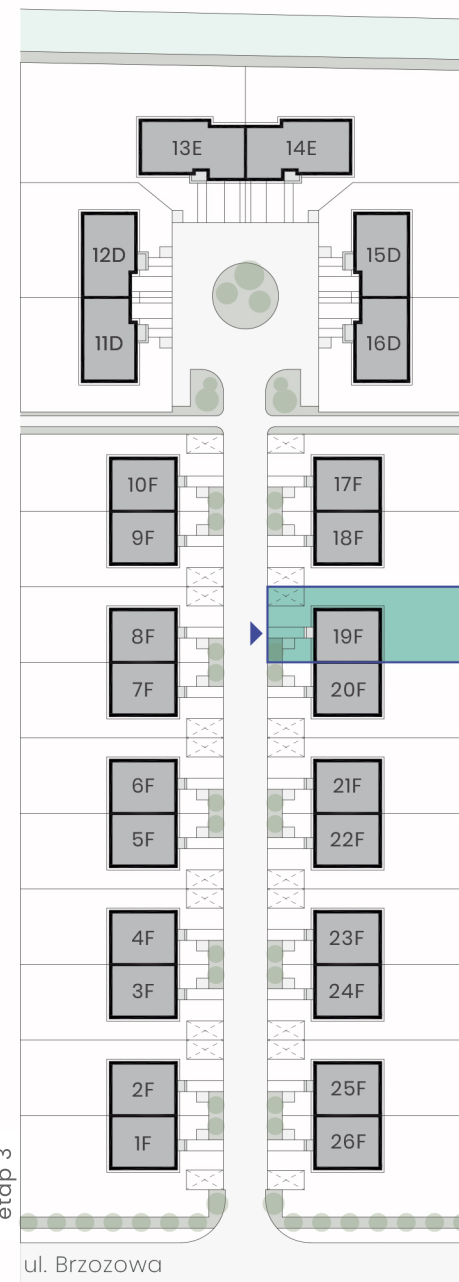 13E 14E
12D 15D
11D 16D
10F 17F
9F 18F
8F 19F
7F 20F
6F 21F
5F 22F
4F 23F
3F 24F
2F 25F
1F 26F
etap 3
ul. Brzozowa